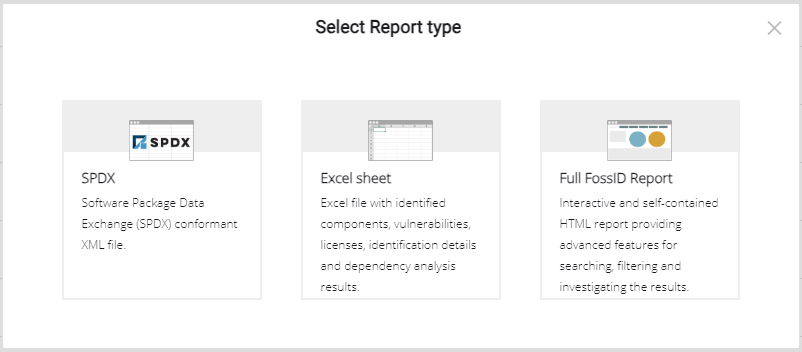 Select Report type
SPDX
SPDX
Software Package Data
Exchange (SPDX) conformant
XML file.
Excel sheet
Excel file with identified
components, vulnerabilities,
licenses, identification details
and dependency analysis
results.
Full FossID Report
Interactive and self-contained
HTML report providing
advanced features for
searching, filtering and
investigating the results.